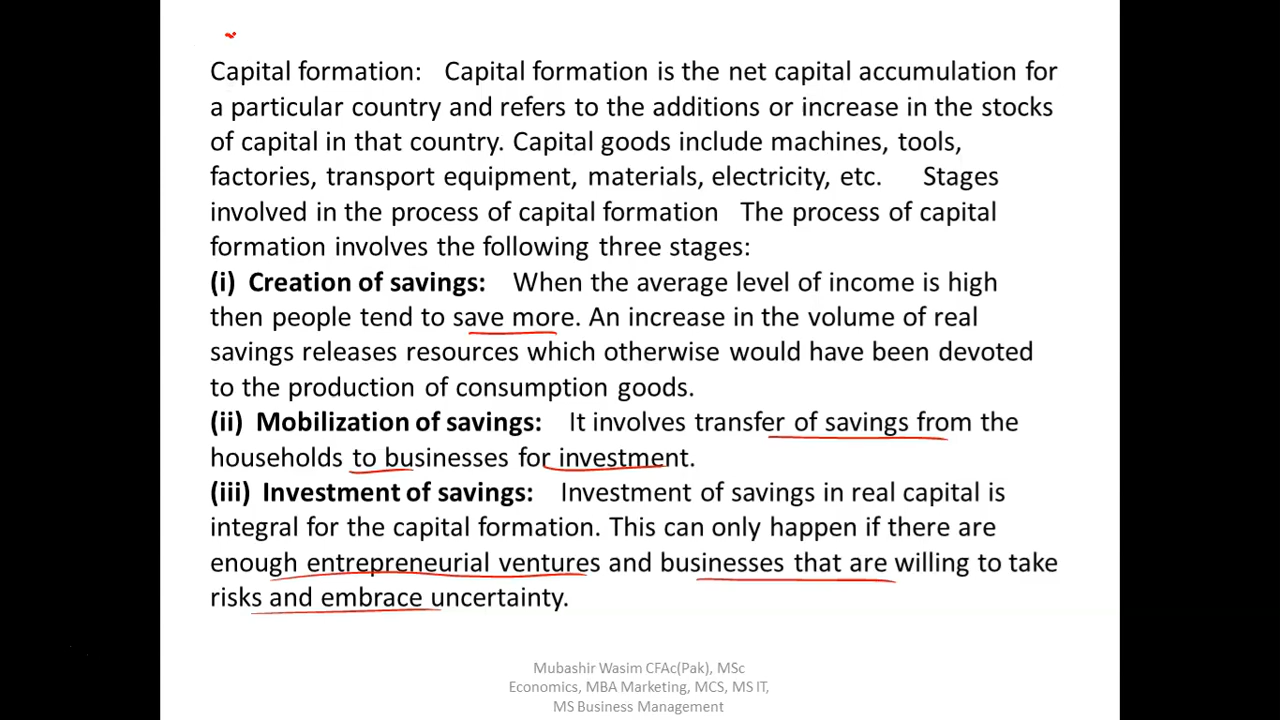 Capital formation: Capital formation is the net capital accumulation for
a particular country and refers to the additions or increase in the stocks
of capital in that country. Capital goods include machines, tools,
factories, transport equipment, materials, electricity, etc. Stages
involved in the process of capital formation The process of capital
formation involves the following three stages:
(i) Creation of savings: When the average level of income is high
then people tend to save more. An increase in the volume of real
savings releases resources which otherwise would have been devoted
to the production of consumption goods.
(ii) Mobilization of savings: It involves transfer of savings from the
households to businesses for investment.
(iii) Investment of savings: Investment of savings in real capital is
integral for the capital formation. This can only happen if there are
enough entrepreneurial ventures and businesses that are willing to take
risks and embrace uncertainty.
Mubashir Wasim CFAc(Pak), MSc
Economics, MBA Marketing, MCS, MS IT,
MS Business Management